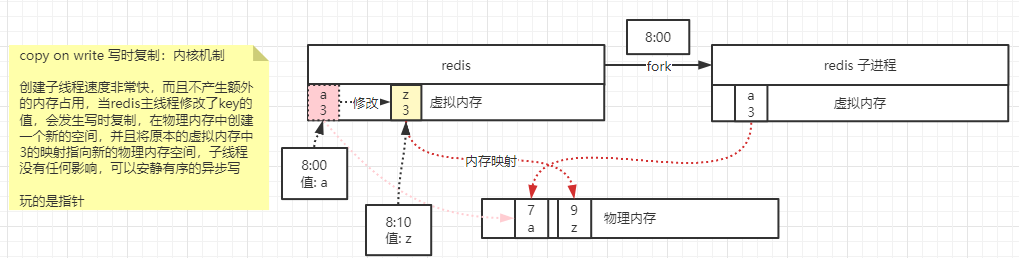 copy on write 写时复制：内核机制
创建子线程速度非常快，而且不产生额外
的内存占用，当redis主线程修改了key的
值，会发生写时复制，在物理内存中创建
一个新的空间，并且将原本的虚拟内存中
3的映射指向新的物理内存空间，子线程
没有任何影响，可以安静有序的异步写
玩的是指针
8:00
redis
fork
redis 子进程
a
3
修改
z
3
虚拟内存
a
3
虚拟内存
8:00
值: a
内存映射
8:10
值: z
7
a
9
z
物理内存